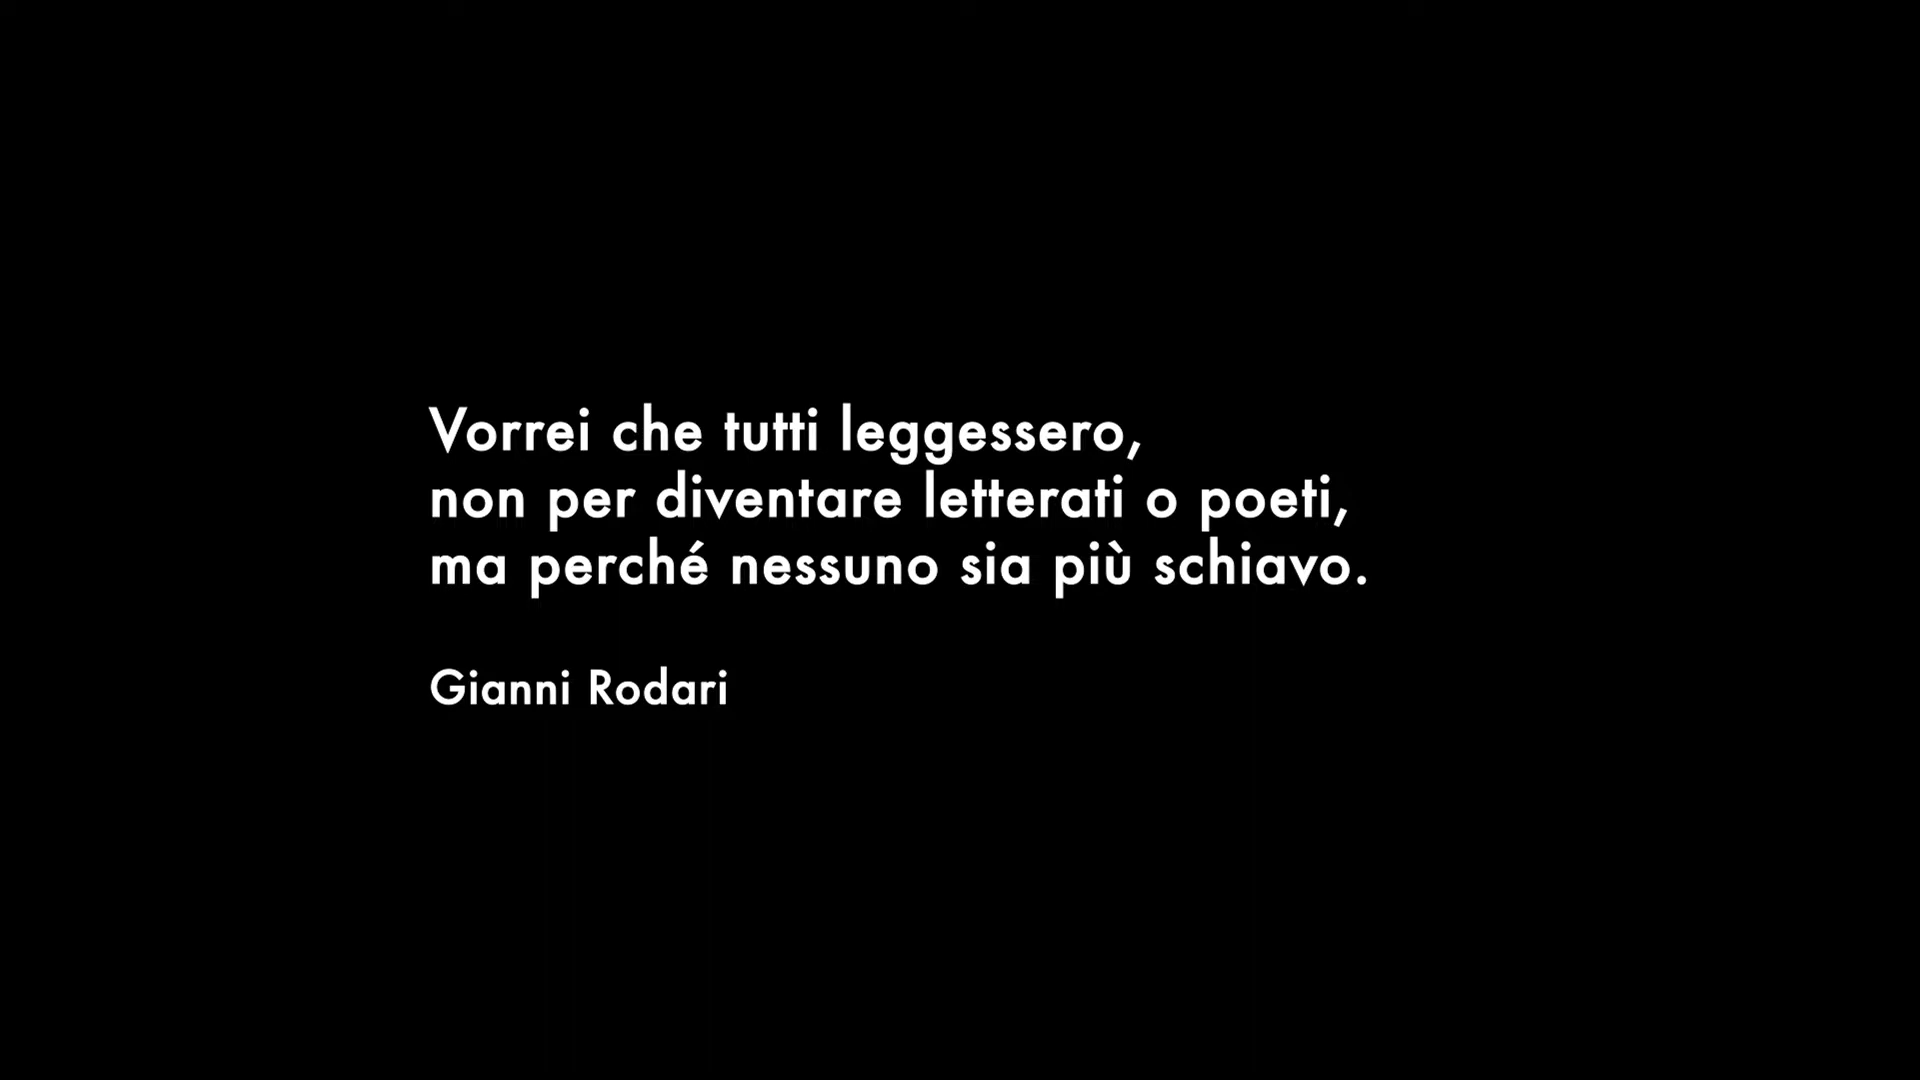 Vorrei che tutti leggessero,
non per diventare letterati o poeti,
ma perché nessuno sia più schiavo.
Gianni Rodari